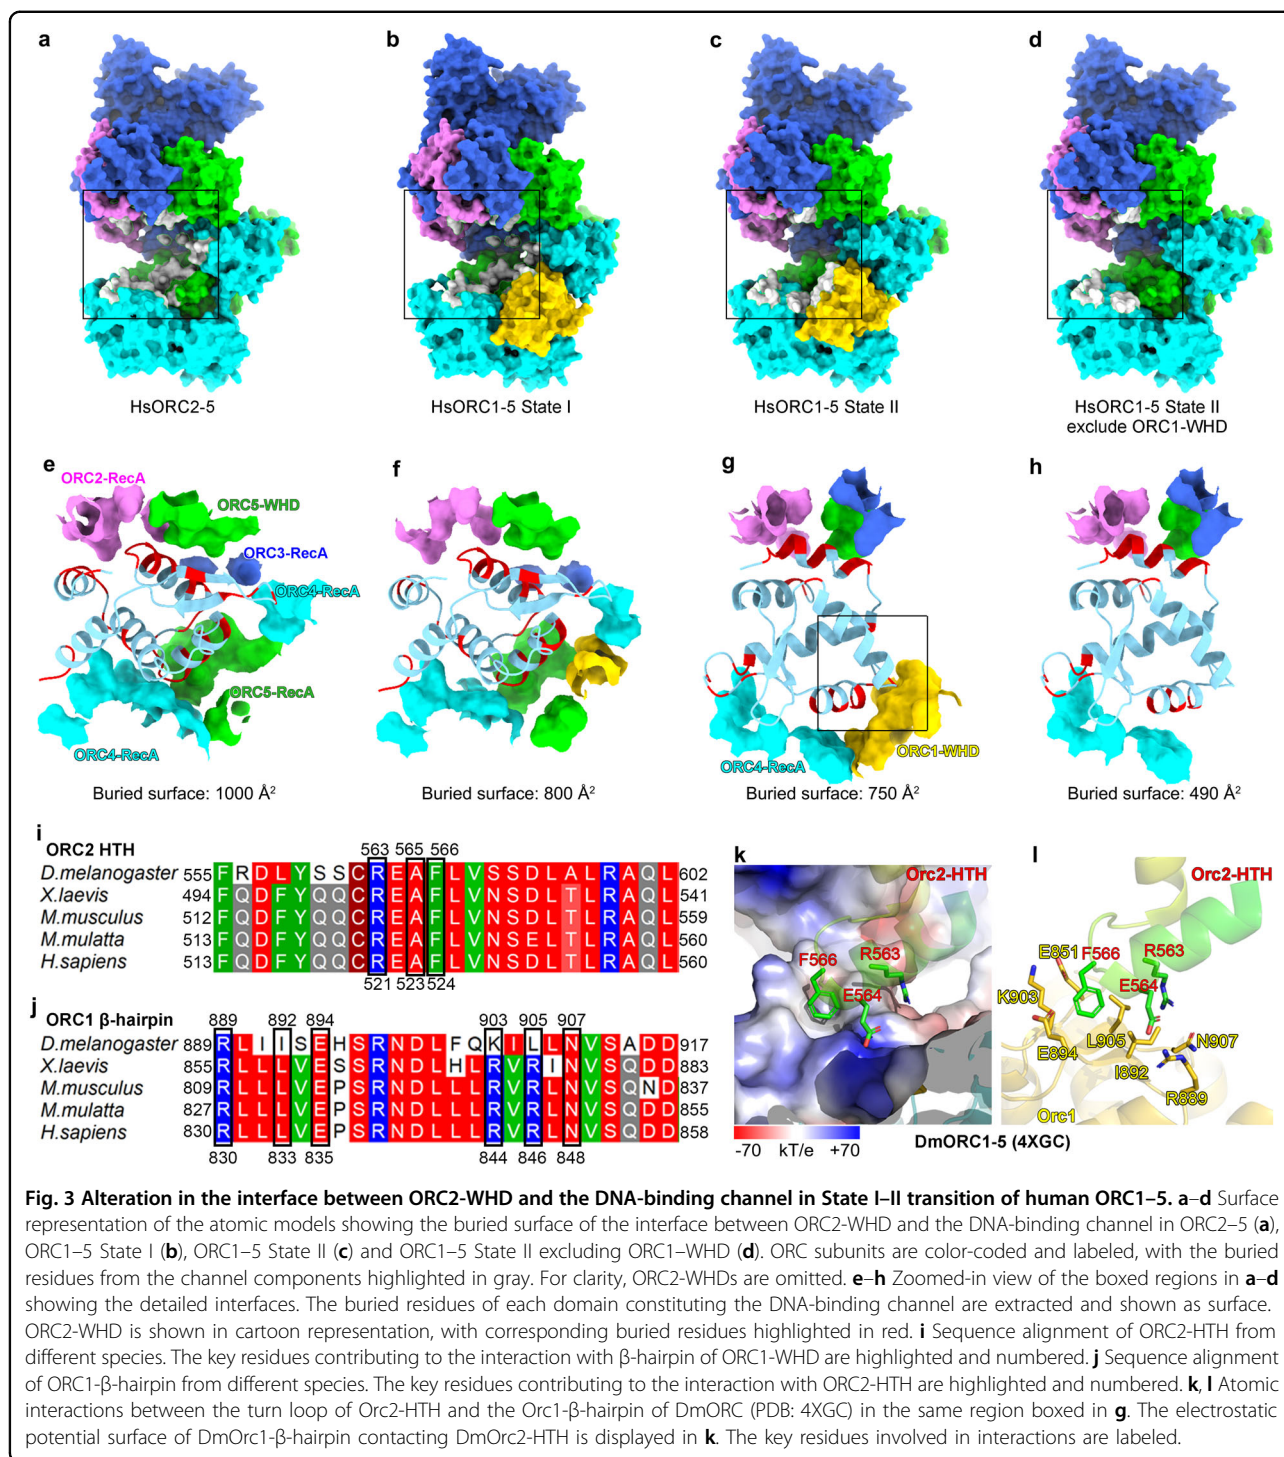 a
b
c
d
HsORC2-5
HsORC1-5 State I
HsORC1-5 State II
HsORC1-5 State II
exclude ORC1-WHD
e
f
g
h
ORC2-RecA
ORC5-WHD
ORC3-RecA
ORC4-RecA
ORC5-RecA
ORC4-RecA
ORC4-RecA
ORC1-WHD
Buried surface: 1000 Å²
Buried surface: 800 Å²
Buried surface: 750 Å²
Buried surface: 490 Å²
i
ORC2 HTH
563 565 566
D.melanogaster 555 F R D L Y S S C R E A F L V S S D L A L R A Q L 602
X.laevis 494 F Q D F Y Q Q C R E A F L V N S D L T L R A Q L 541
M.musculus 512 F Q D F Y Q Q C R E A F L V N S D L T L R A Q L 559
M.mulatta 513 F Q D F Y Q Q C R E A F L V N S E L T L R A Q L 560
H.sapiens 513 F Q D F Y Q Q C R E A F L V N S D L T L R A Q L 560
521 523 524
j
ORC1 β-hairpin
889 892 894 903 905 907
D.melanogaster 889 R L I I S E H S R N D L F Q K I L L N V S A D D 917
X.laevis 855 R L L L V E S S R N D L H L R V R I N V S Q D D 883
M.musculus 809 R L L L V E P S R N D L L L R V R L N V S Q N D 837
M.mulatta 827 R L L L V E P S R N D L L L R V R L N V S Q D D 855
H.sapiens 830 R L L L V E P S R N D L L L R V R L N V S Q D D 858
830 833 835 844 846 848
k
Orc2-HTH
F566
R563
E564
-70 kT/e +70
l
Orc2-HTH
E851
F566
R563
K903
E564
E894
L905
N907
I892
R889
Orc1
DmORC1-5 (4XGC)
Fig. 3 Alteration in the interface between ORC2-WHD and the DNA-binding channel in State I–II transition of human ORC1–5. a–d Surface
representation of the atomic models showing the buried surface of the interface between ORC2-WHD and the DNA-binding channel in ORC2–5 (a),
ORC1–5 State I (b), ORC1–5 State II (c) and ORC1–5 State II excluding ORC1–WHD (d). ORC subunits are color-coded and labeled, with the buried
residues from the channel components highlighted in gray. For clarity, ORC2-WHDs are omitted. e–h Zoomed-in view of the boxed regions in a–d
showing the detailed interfaces. The buried residues of each domain constituting the DNA-binding channel are extracted and shown as surface.
ORC2-WHD is shown in cartoon representation, with corresponding buried residues highlighted in red. i Sequence alignment of ORC2-HTH from
different species. The key residues contributing to the interaction with β-hairpin of ORC1-WHD are highlighted and numbered. j Sequence alignment
of ORC1-β-hairpin from different species. The key residues contributing to the interaction with ORC2-HTH are highlighted and numbered. k, l Atomic
interactions between the turn loop of Orc2-HTH and the Orc1-β-hairpin of DmORC (PDB: 4XGC) in the same region boxed in g. The electrostatic
potential surface of DmOrc1-β-hairpin contacting DmOrc2-HTH is displayed in k. The key residues involved in interactions are labeled.